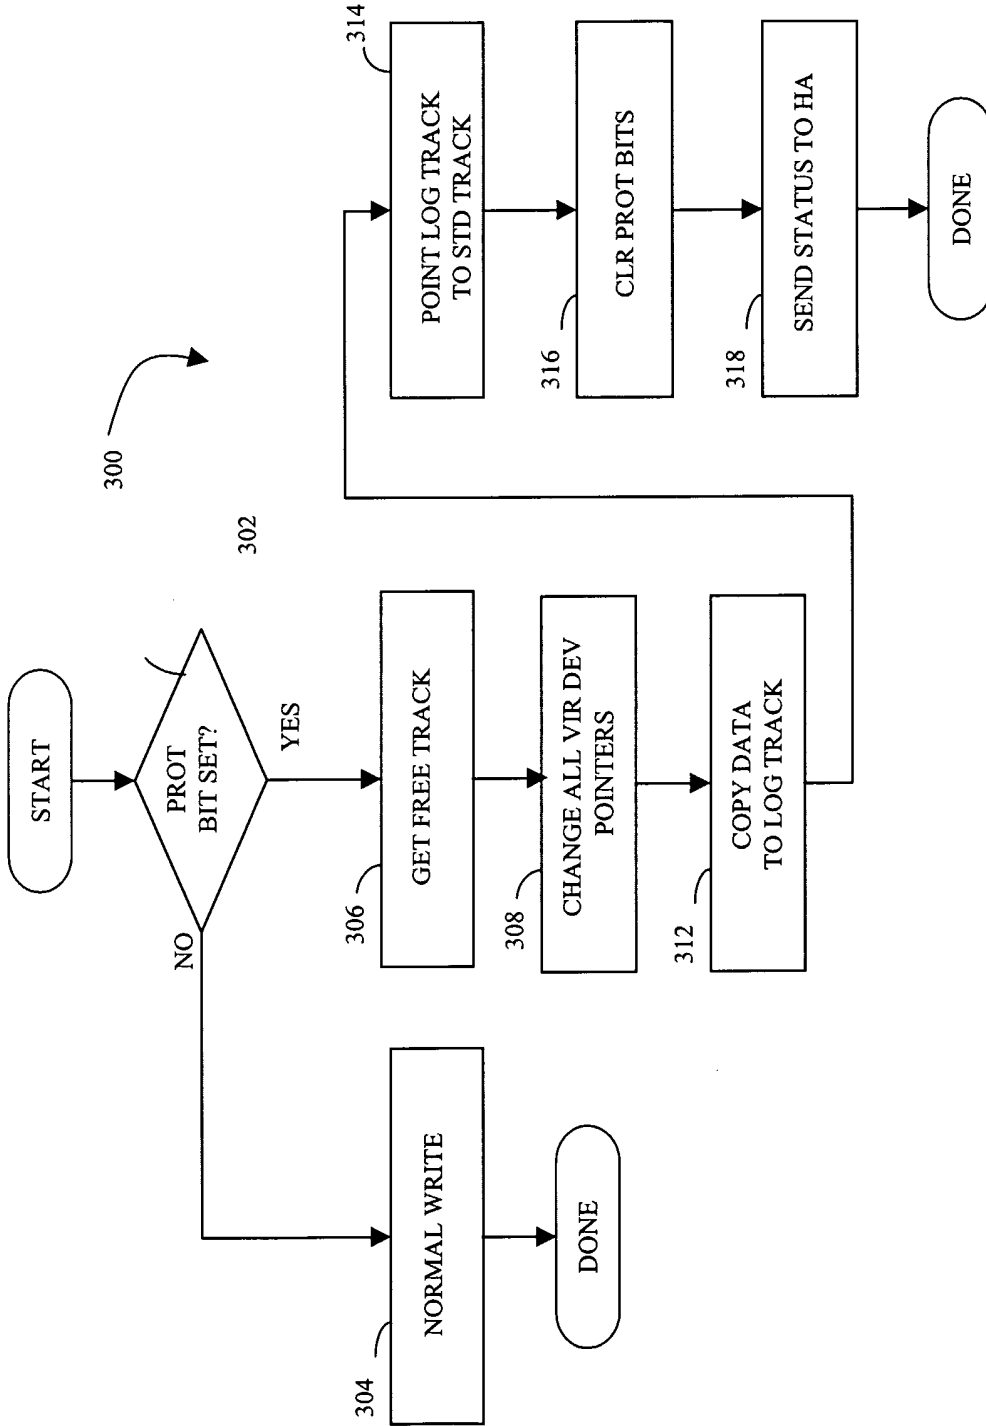 START
300
302
PROT
BIT SET?
NO
YES
304
NORMAL WRITE
DONE
306
GET FREE TRACK
308
CHANGE ALL VIR DEV
POINTERS
312
COPY DATA
TO LOG TRACK
314
POINT LOG TRACK
TO STD TRACK
316
CLR PROT BITS
318
SEND STATUS TO HA
DONE